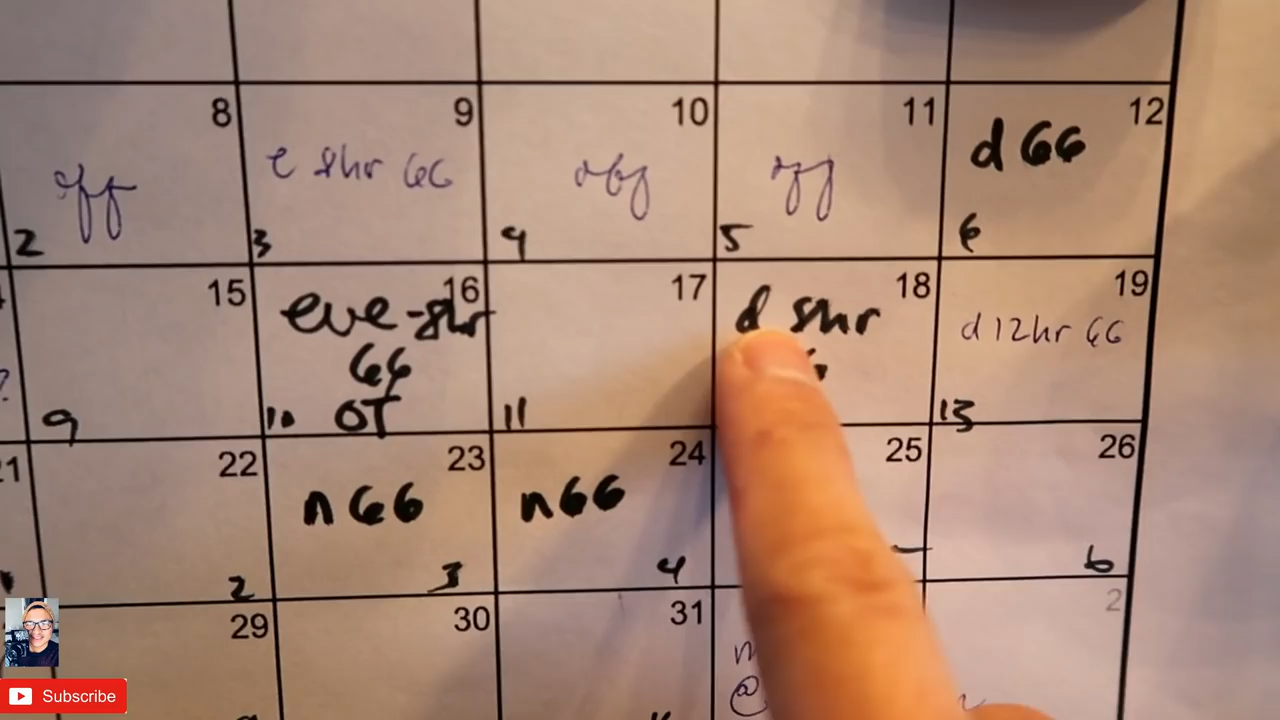 8 9 10 11 12
off e 8hr 66 off off d 66
2 3 4 5 6
15 16 17 18 19
eve-8hr d 8hr d 12hr 66
66
OT
9 10 11 13
21 22 23 24 25 26
n 66 n 66
2 3 4 6
29 30 31 2
@
Subscribe